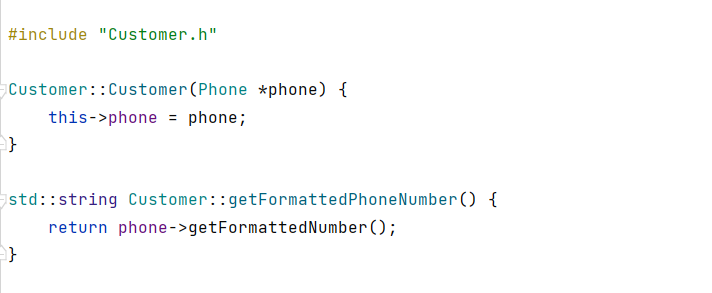 #include "Customer.h"
Customer::Customer(Phone *phone) {
    this->phone = phone;
}
std::string Customer::getFormattedPhoneNumber() {
    return phone->getFormattedNumber();
}